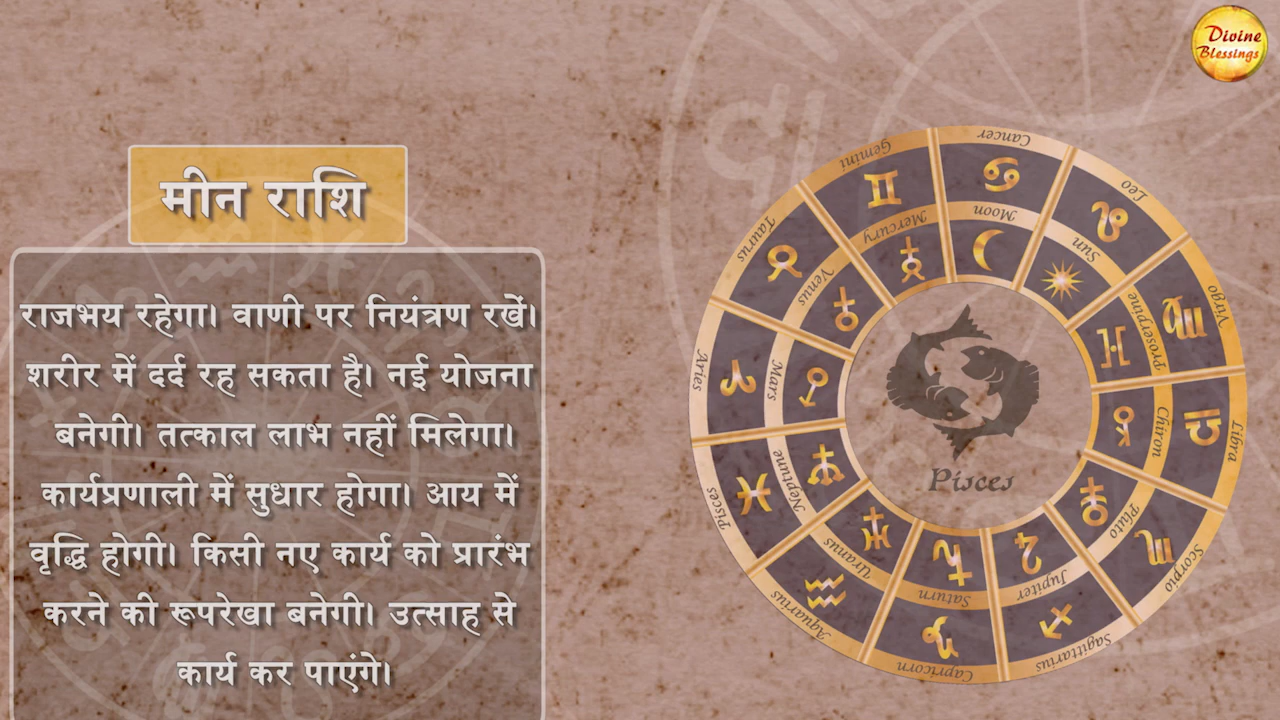 Divine
Blessings
मीन राशि
राजभय रहेगा। वाणी पर नियंत्रण रखें।
शरीर में दर्द रह सकता है। नई योजना
बनेगी। तत्काल लाभ नहीं मिलेगा।
कार्यप्रणाली में सुधार होगा। आय में
वृद्धि होगी। किसी नए कार्य को प्रारंभ
करने की रूपरेखा बनेगी। उत्साह से
कार्य कर पाएंगे।
Cancer
Leo
Virgo
Libra
Scorpio
Sagittarius
Capricorn
Aquarius
Pisces
Aries
Taurus
Gemini
Moon
Sun
Proserpine
Chiron
Pluto
Jupiter
Saturn
Uranus
Neptune
Mars
Venus
Mercury
Pisces